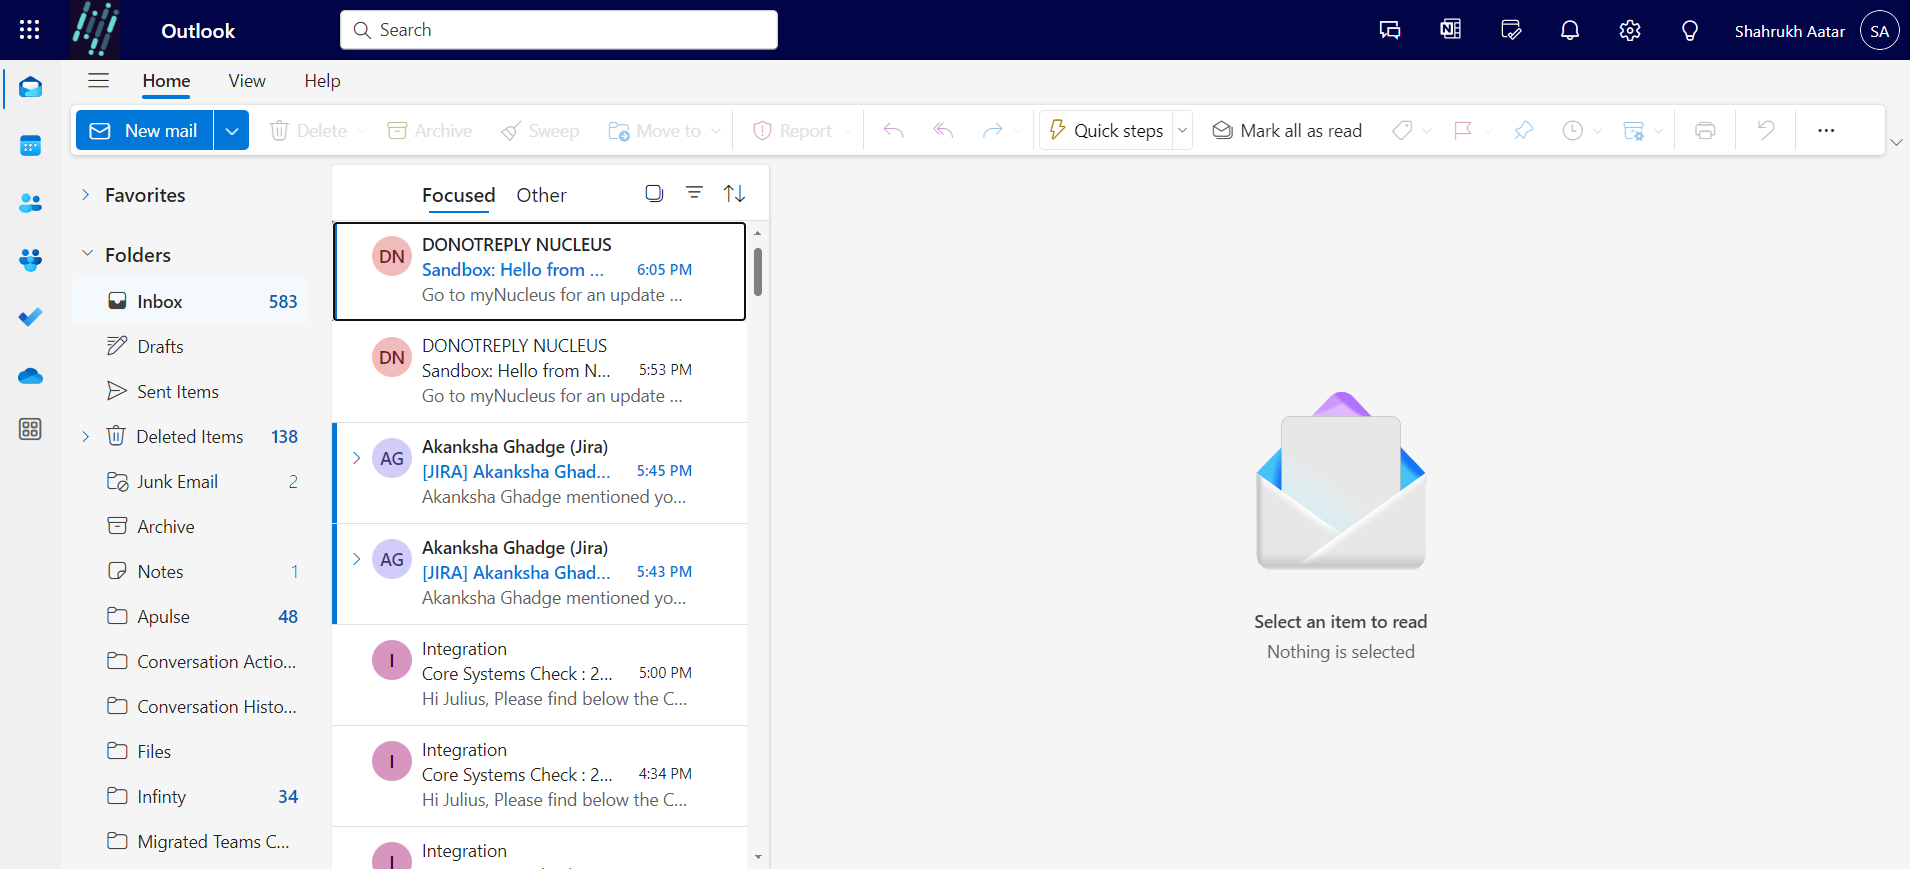 Outlook
Search
Shahrukh Aatar
SA
Home View Help
New mail
Delete
Archive
Sweep
Move to
Report
Quick steps
Mark all as read
Favorites
Folders
Inbox 583
Drafts
Sent Items
Deleted Items 138
Junk Email 2
Archive
Notes 1
Apulse 48
Conversation Actio...
Conversation Histo...
Files
Infinty 34
Migrated Teams C...
Focused Other
DN
DONOTREPLY NUCLEUS
Sandbox: Hello from ... 6:05 PM
Go to myNucleus for an update ...
DN
DONOTREPLY NUCLEUS
Sandbox: Hello from N... 5:53 PM
Go to myNucleus for an update ...
AG
Akanksha Ghadge (Jira)
[JIRA] Akanksha Ghad... 5:45 PM
Akanksha Ghadge mentioned yo...
AG
Akanksha Ghadge (Jira)
[JIRA] Akanksha Ghad... 5:43 PM
Akanksha Ghadge mentioned yo...
I
Integration
Core Systems Check : 2... 5:00 PM
Hi Julius, Please find below the C...
I
Integration
Core Systems Check : 2... 4:34 PM
Hi Julius, Please find below the C...
I
Integration
Select an item to read
Nothing is selected